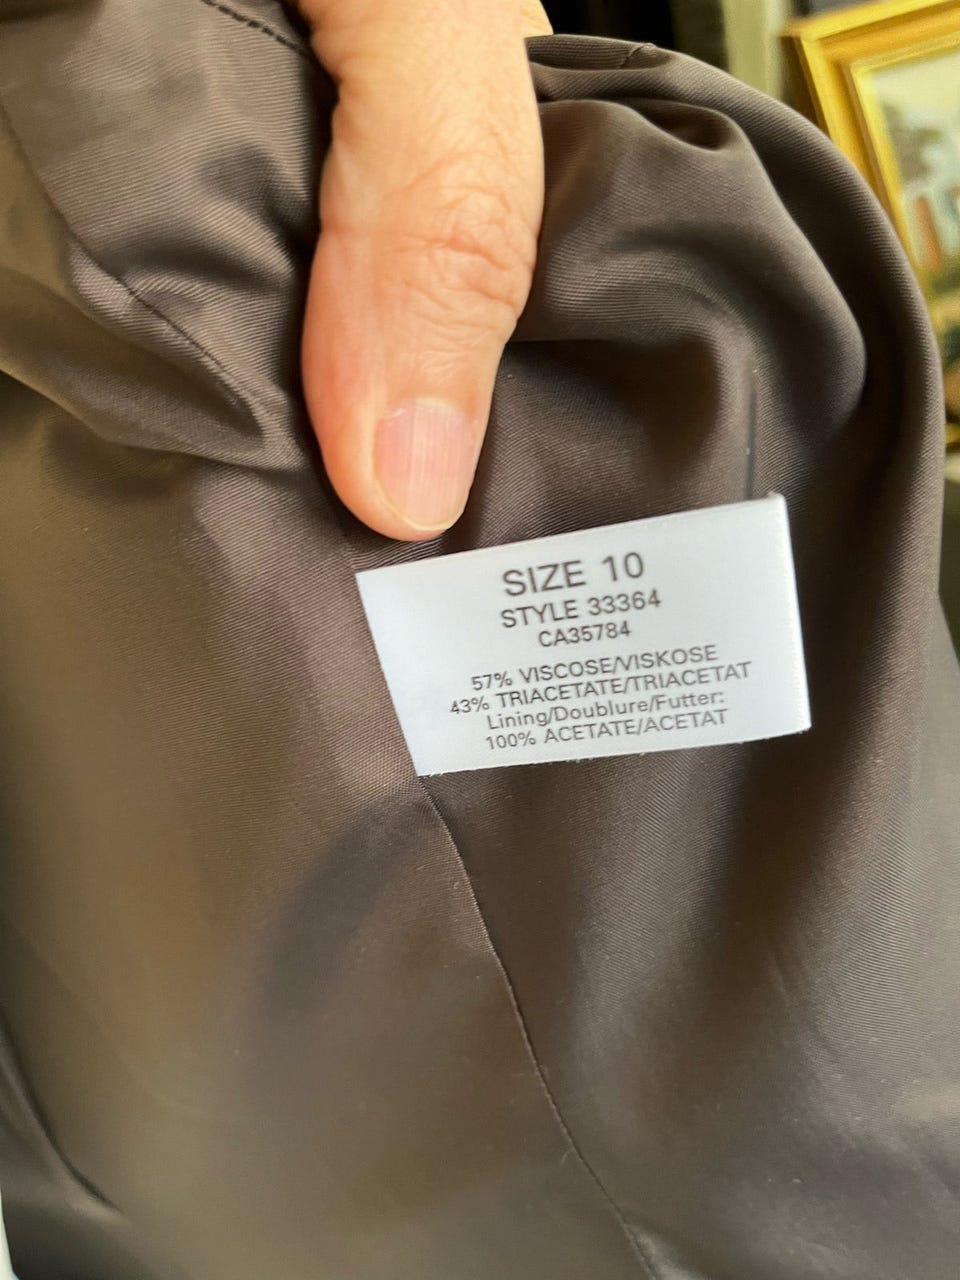 SIZE 10
STYLE 33364
CA35784
57% VISCOSE/VISKOSE
43% TRIACETATE/TRIACETAT
Lining/Doublure/Futter:
100% ACETATE/ACETAT